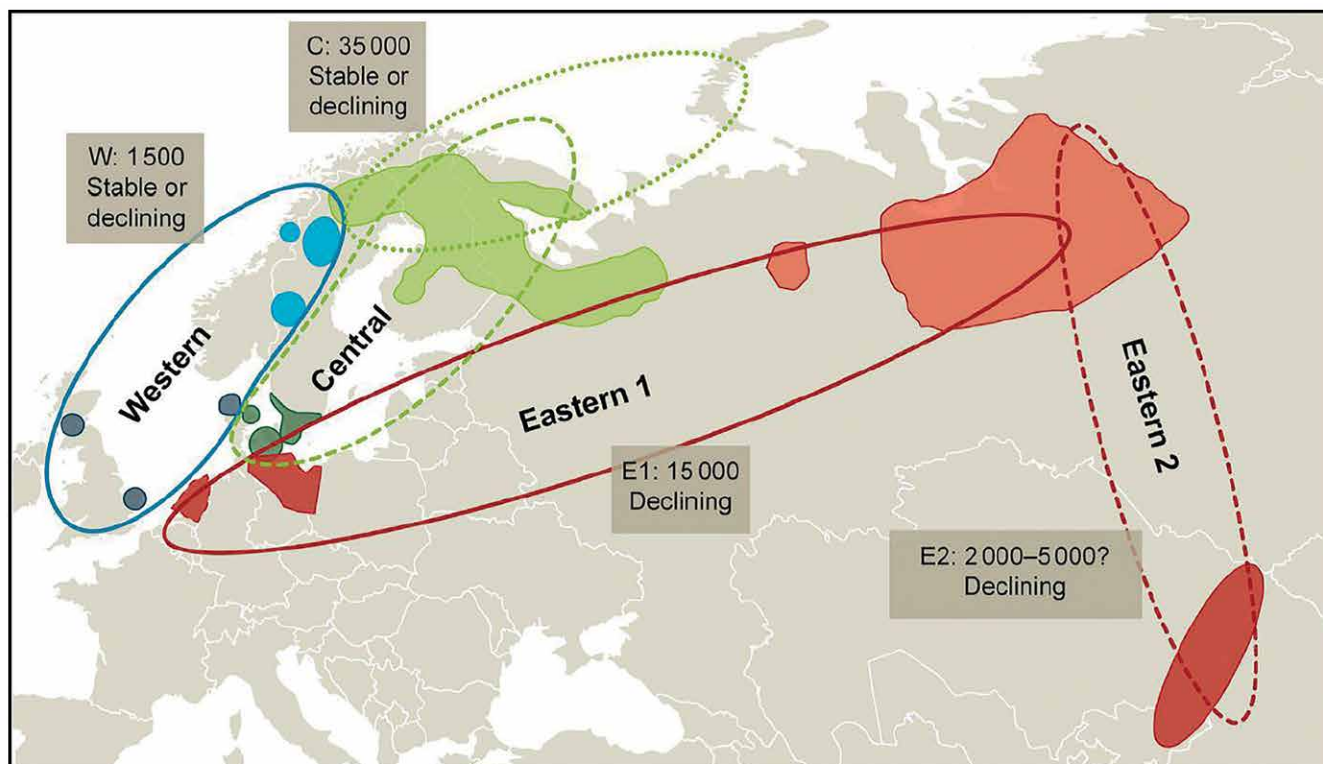 C: 35 000
Stable or
declining
W: 1 500
Stable or
declining
Western
Central
Eastern 1
Eastern 2
E1: 15 000
Declining
E2: 2 000–5 000?
Declining